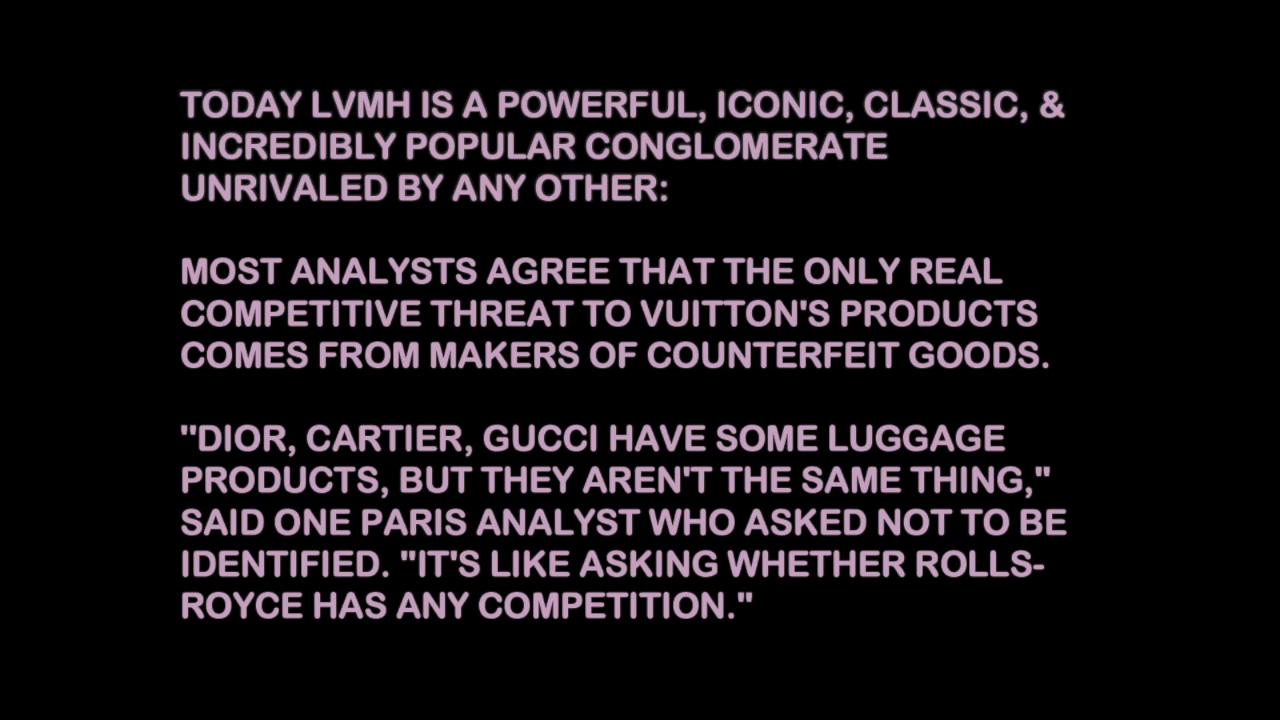 TODAY LVMH IS A POWERFUL, ICONIC, CLASSIC, &
INCREDIBLY POPULAR CONGLOMERATE
UNRIVALED BY ANY OTHER:
MOST ANALYSTS AGREE THAT THE ONLY REAL
COMPETITIVE THREAT TO VUITTON'S PRODUCTS
COMES FROM MAKERS OF COUNTERFEIT GOODS.
"DIOR, CARTIER, GUCCI HAVE SOME LUGGAGE
PRODUCTS, BUT THEY AREN'T THE SAME THING,"
SAID ONE PARIS ANALYST WHO ASKED NOT TO BE
IDENTIFIED. "IT'S LIKE ASKING WHETHER ROLLS-
ROYCE HAS ANY COMPETITION."